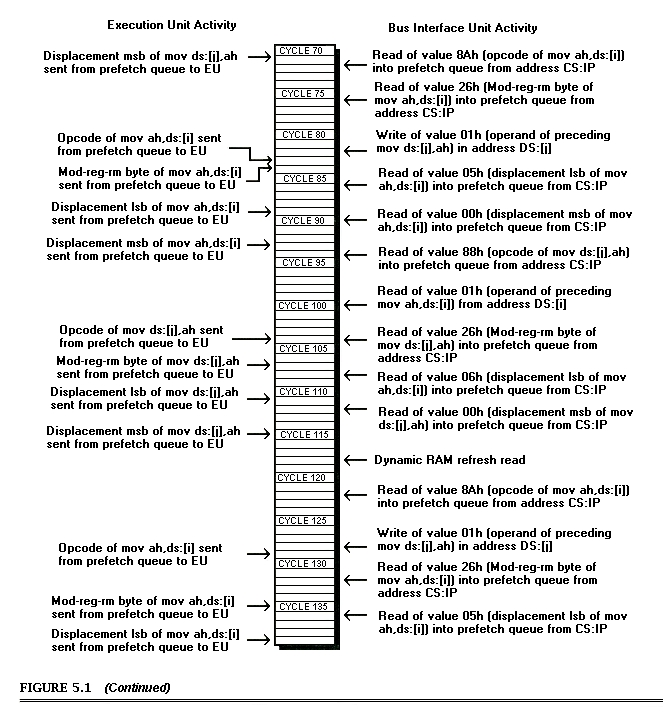 Execution Unit Activity
Bus Interface Unit Activity
Displacement msb of mov ds:[j],ah
sent from prefetch queue to EU
Opcode of mov ah,ds:[i] sent
from prefetch queue to EU
Mod-reg-rm byte of mov ah,ds:[i]
sent from prefetch queue to EU
Displacement lsb of mov ah,ds:[i]
sent from prefetch queue to EU
Displacement msb of mov ah,ds:[i]
sent from prefetch queue to EU
Opcode of mov ds:[j],ah sent
from prefetch queue to EU
Mod-reg-rm byte of mov ds:[j],ah
sent from prefetch queue to EU
Displacement lsb of mov ds:[j],ah
sent from prefetch queue to EU
Displacement msb of mov ds:[j],ah
sent from prefetch queue to EU
Opcode of mov ah,ds:[i] sent
from prefetch queue to EU
Mod-reg-rm byte of mov ah,ds:[i]
sent from prefetch queue to EU
Displacement lsb of mov ah,ds:[i]
sent from prefetch queue to EU
CYCLE 70
CYCLE 75
CYCLE 80
CYCLE 85
CYCLE 90
CYCLE 95
CYCLE 100
CYCLE 105
CYCLE 110
CYCLE 115
CYCLE 120
CYCLE 125
CYCLE 130
CYCLE 135
Read of value 8Ah (opcode of mov ah,ds:[i])
into prefetch queue from address CS:IP
Read of value 26h (Mod-reg-rm byte of
mov ah,ds:[i]) into prefetch queue from
address CS:IP
Write of value 01h (operand of preceding
mov ds:[j],ah) in address DS:[j]
Read of value 05h (displacement lsb of mov
ah,ds:[i]) into prefetch queue from CS:IP
Read of value 00h (displacement msb of mov
ah,ds:[i]) into prefetch queue from CS:IP
Read of value 88h (opcode of mov ds:[j],ah)
into prefetch queue from address CS:IP
Read of value 01h (operand of preceding
mov ah,ds:[i]) from address DS:[i]
Read of value 26h (Mod-reg-rm byte of
mov ds:[j],ah) into prefetch queue from
address CS:IP
Read of value 06h (displacement lsb of mov
ah,ds:[i]) into prefetch queue from CS:IP
Read of value 00h (displacement msb of mov
ds:[j],ah) into prefetch queue from CS:IP
Dynamic RAM refresh read
Read of value 8Ah (opcode of mov ah,ds:[i])
into prefetch queue from address CS:IP
Write of value 01h (operand of preceding
mov ds:[j],ah) in address DS:[j]
Read of value 26h (Mod-reg-rm byte of
mov ah,ds:[i]) into prefetch queue from
address CS:IP
Read of value 05h (displacement lsb of mov
ah,ds:[i]) into prefetch queue from CS:IP
FIGURE 5.1 (Continued)